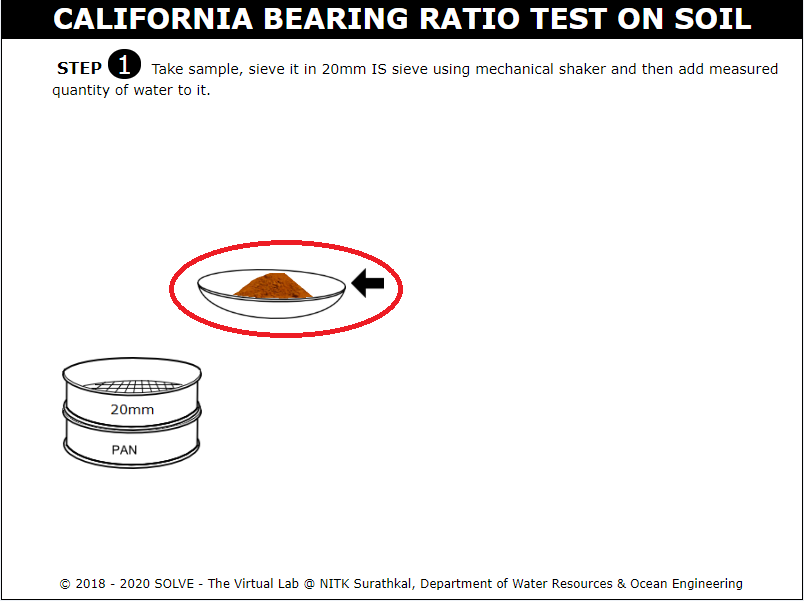 CALIFORNIA BEARING RATIO TEST ON SOIL
STEP 1 Take sample, sieve it in 20mm IS sieve using mechanical shaker and then add measured
quantity of water to it.
20mm
PAN
© 2018 - 2020 SOLVE - The Virtual Lab @ NITK Surathkal, Department of Water Resources & Ocean Engineering